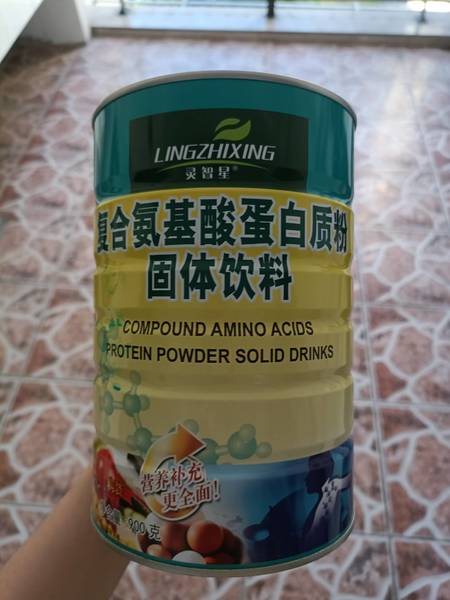 LINGZHIXING
灵智星®
复合氨基酸蛋白质粉
固体饮料
COMPOUND AMINO ACIDS
PROTEIN POWDER SOLID DRINKS
营养补充
更全面!
900克